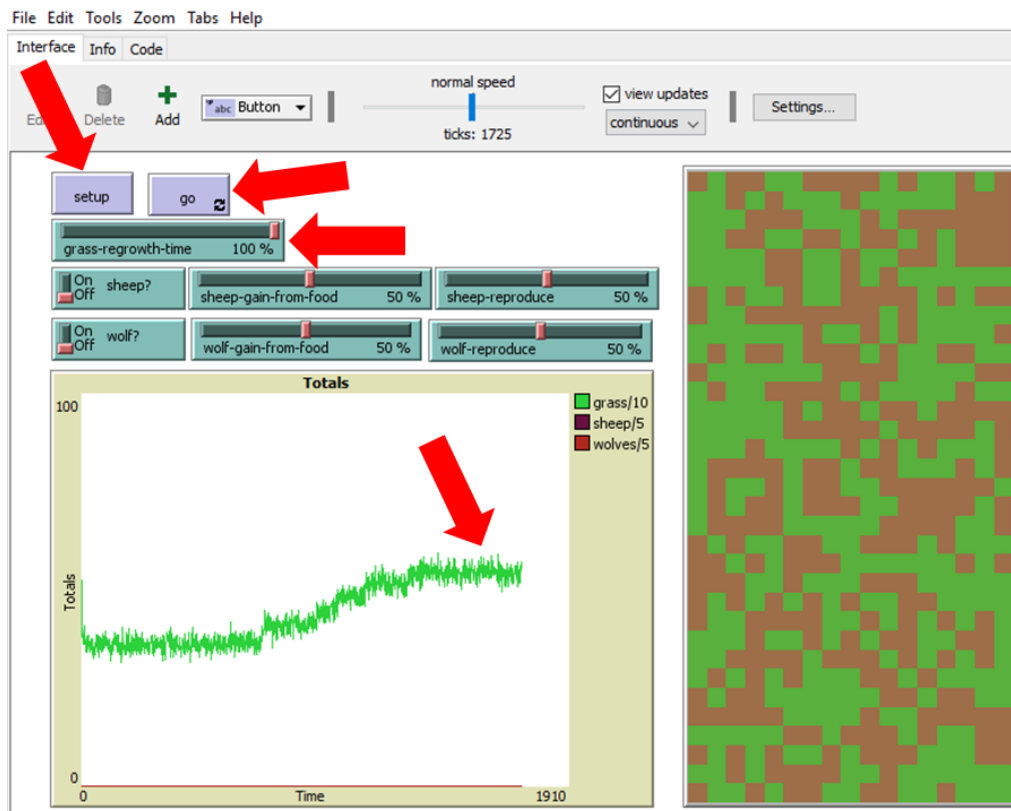 File Edit Tools Zoom Tabs Help
Interface Info Code
normal speed
view updates
Delete Add abc Button continuous Settings...
ticks: 1725
setup go
grass-regrowth-time 100 %
On Off sheep? sheep-gain-from-food 50 % sheep-reproduce 50 %
On Off wolf? wolf-gain-from-food 50 % wolf-reproduce 50 %
Totals
100
grass/10
sheep/5
wolves/5
Totals
0
0 Time 1910